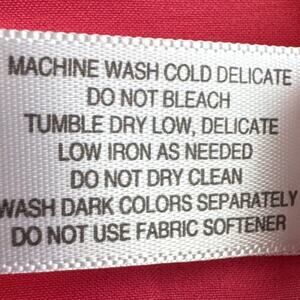 MACHINE WASH COLD DELICATE
DO NOT BLEACH
TUMBLE DRY LOW, DELICATE
LOW IRON AS NEEDED
DO NOT DRY CLEAN
WASH DARK COLORS SEPARATELY
DO NOT USE FABRIC SOFTENER